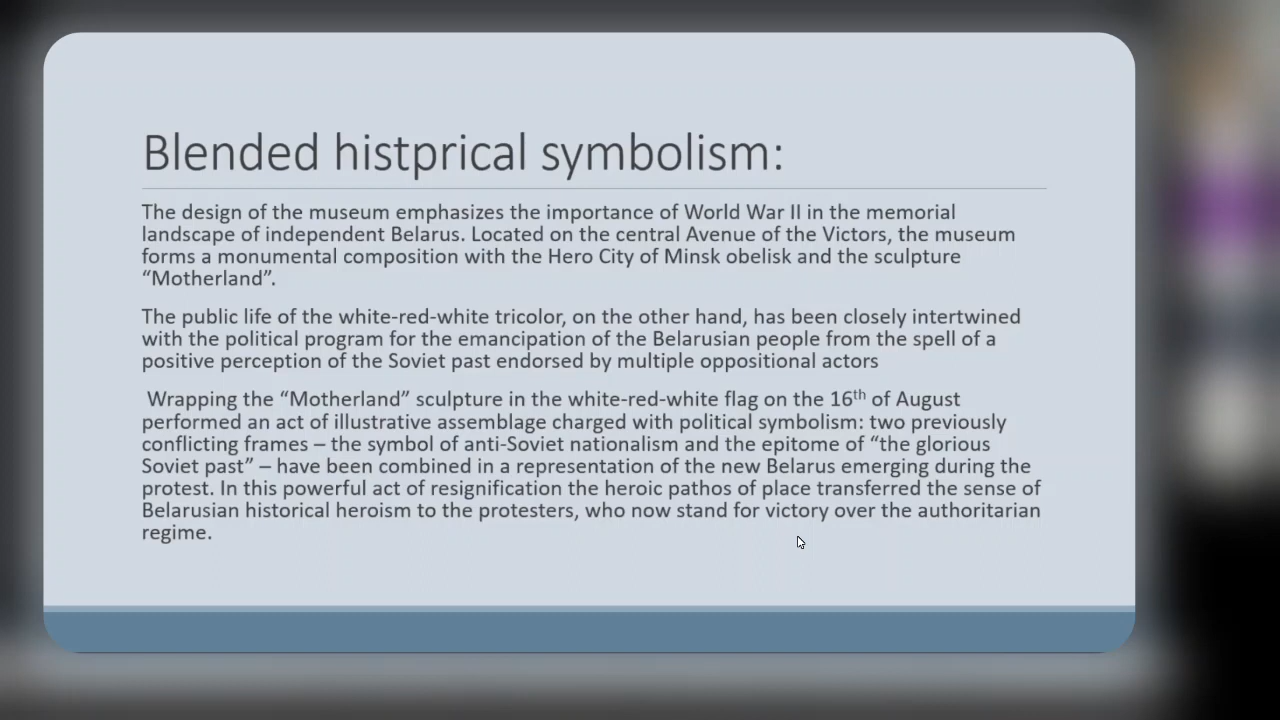 Blended histprical symbolism:
The design of the museum emphasizes the importance of World War II in the memorial
landscape of independent Belarus. Located on the central Avenue of the Victors, the museum
forms a monumental composition with the Hero City of Minsk obelisk and the sculpture
“Motherland”.
The public life of the white-red-white tricolor, on the other hand, has been closely intertwined
with the political program for the emancipation of the Belarusian people from the spell of a
positive perception of the Soviet past endorsed by multiple oppositional actors
Wrapping the “Motherland” sculpture in the white-red-white flag on the 16th of August
performed an act of illustrative assemblage charged with political symbolism: two previously
conflicting frames – the symbol of anti-Soviet nationalism and the epitome of “the glorious
Soviet past” – have been combined in a representation of the new Belarus emerging during the
protest. In this powerful act of resignification the heroic pathos of place transferred the sense of
Belarusian historical heroism to the protesters, who now stand for victory over the authoritarian
regime.